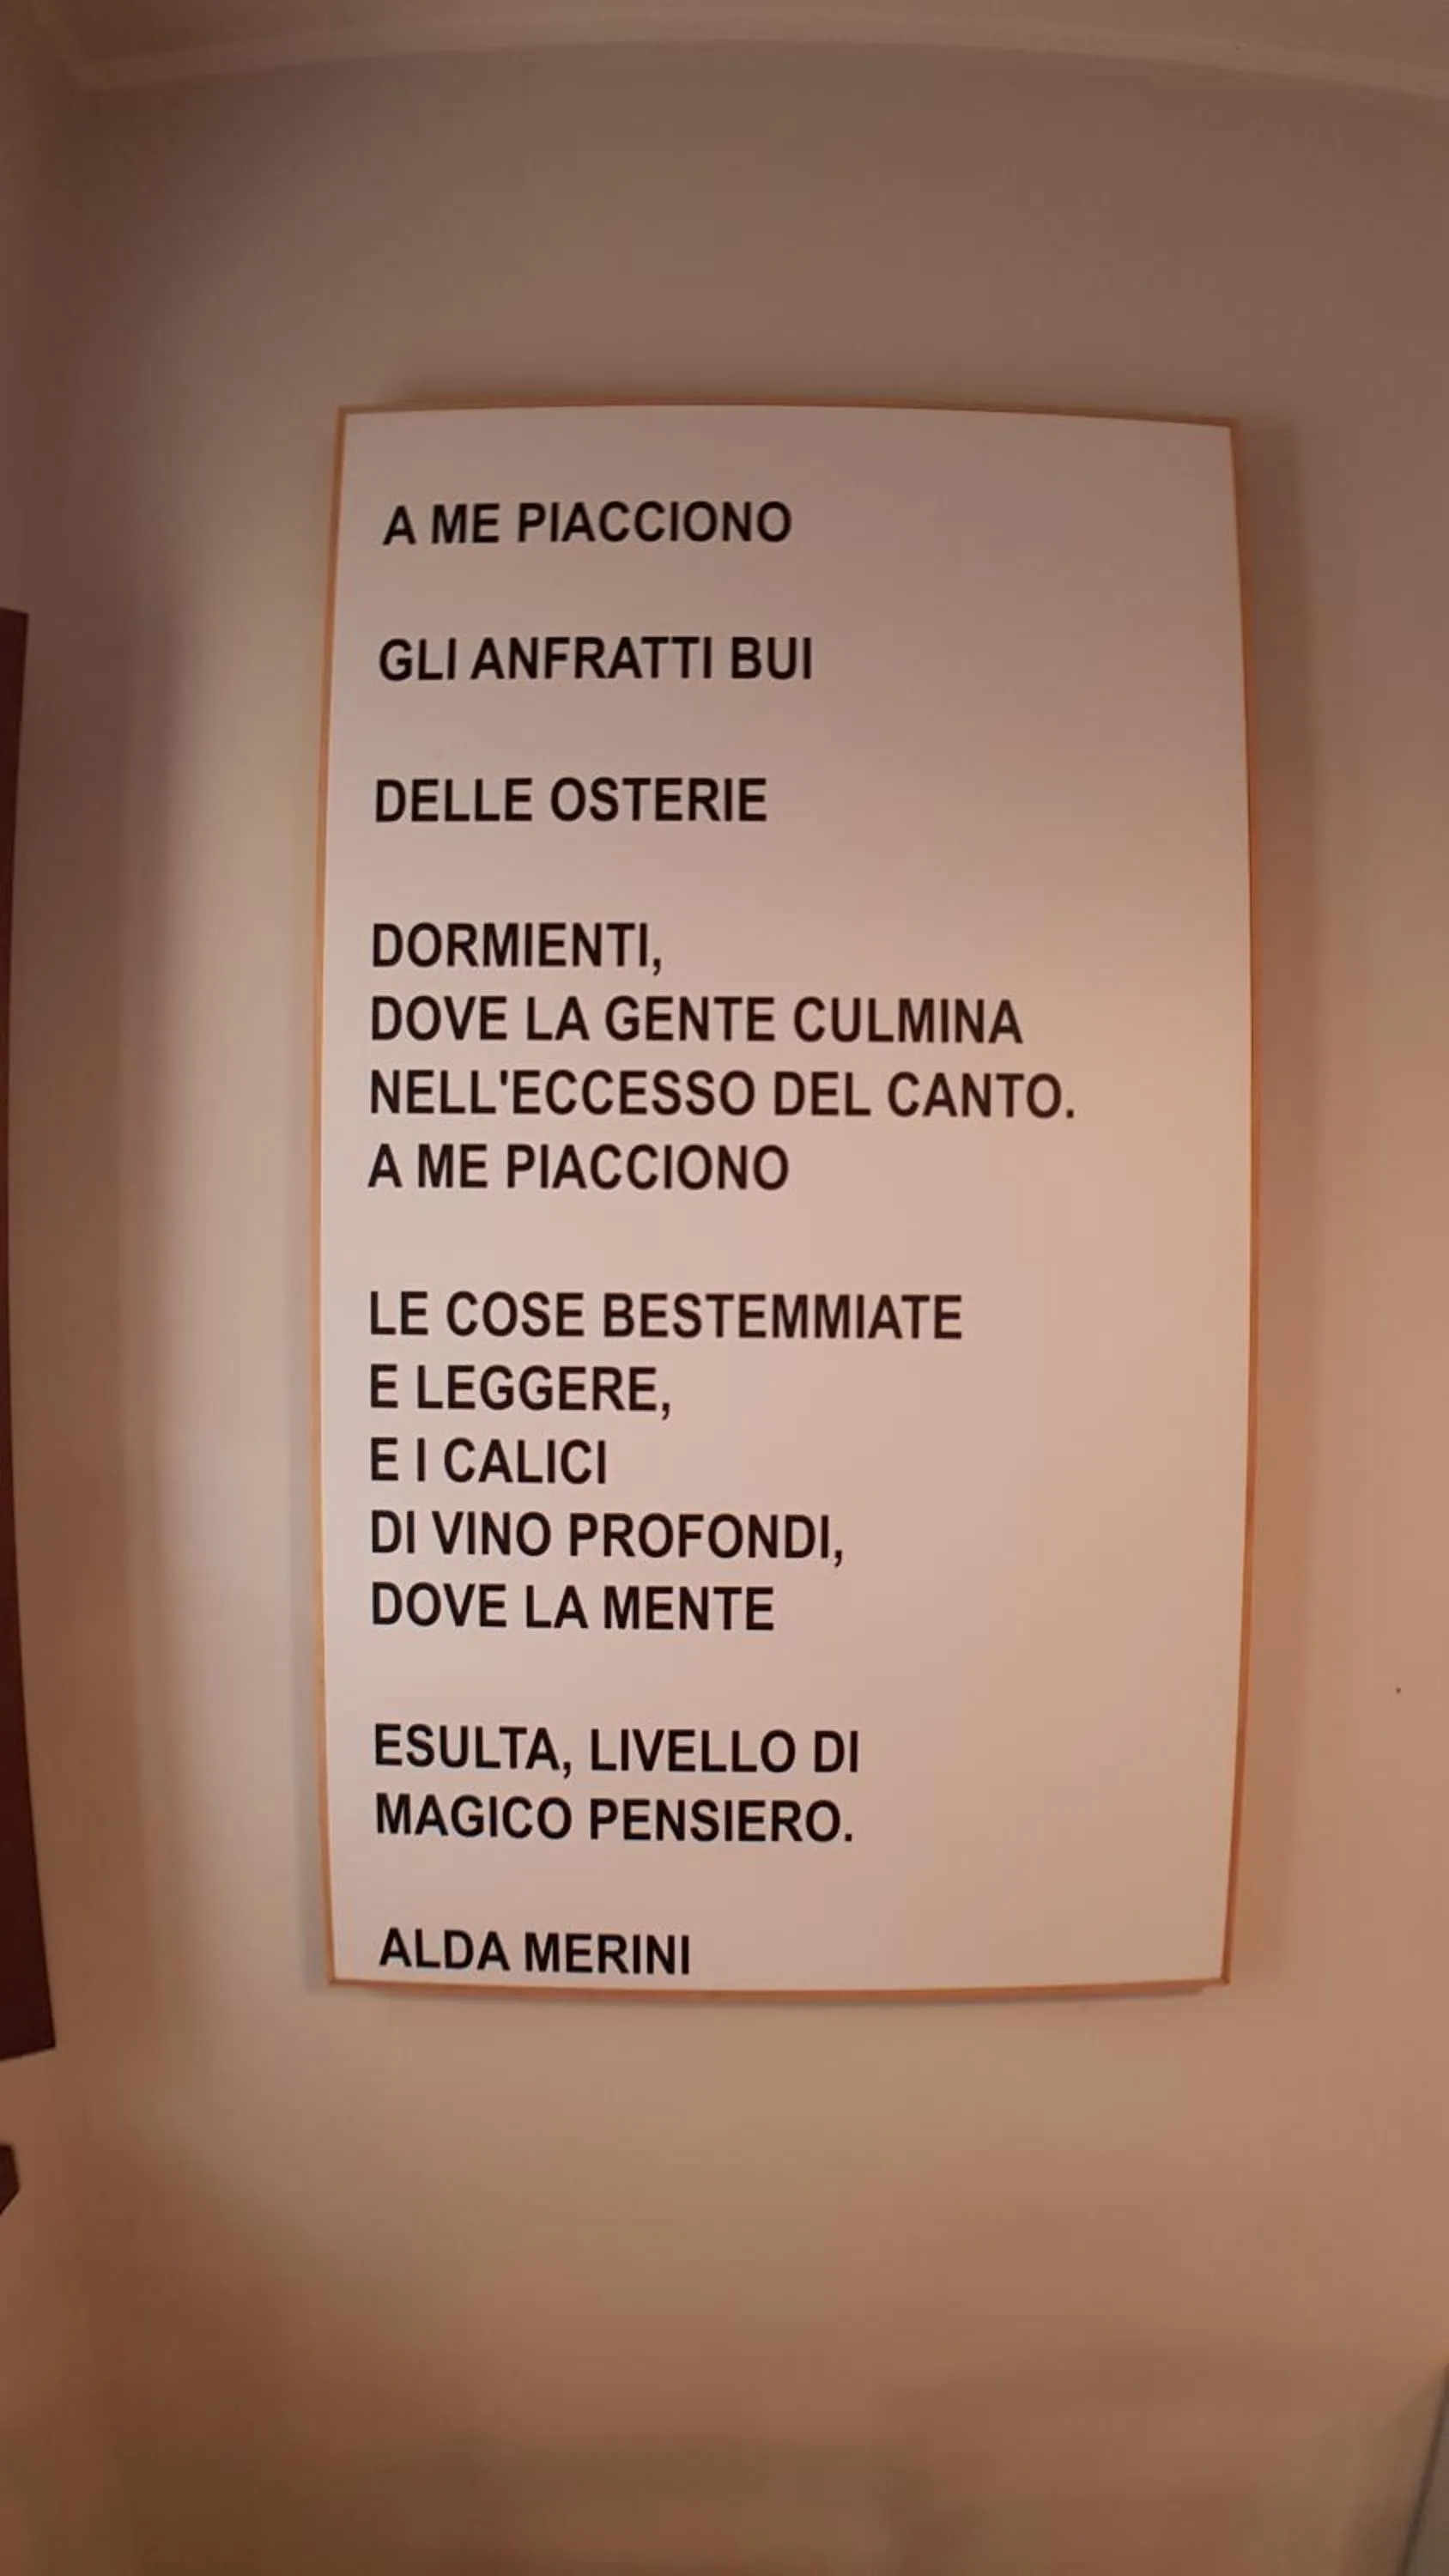 A ME PIACCIONO
GLI ANFRATTI BUI
DELLE OSTERIE
DORMIENTI,
DOVE LA GENTE CULMINA
NELL'ECCESSO DEL CANTO.
A ME PIACCIONO
LE COSE BESTEMMIATE
E LEGGERE,
E I CALICI
DI VINO PROFONDI,
DOVE LA MENTE
ESULTA, LIVELLO DI
MAGICO PENSIERO.
ALDA MERINI